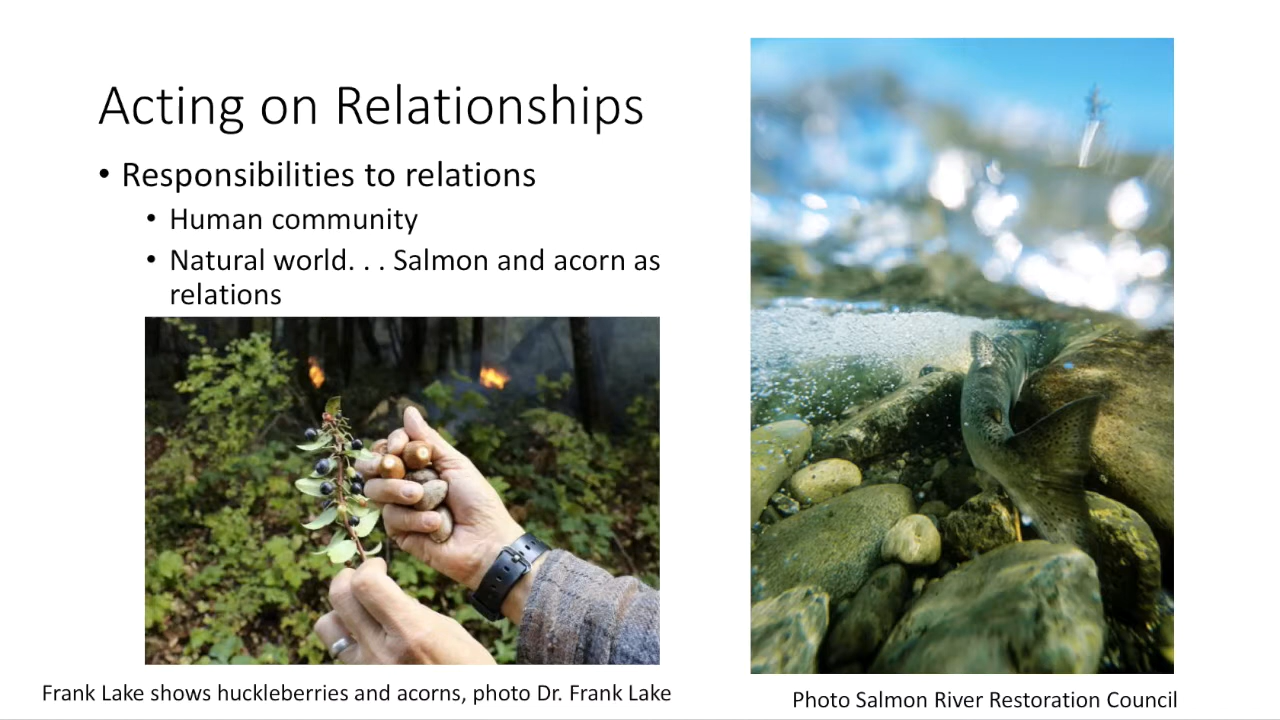 Acting on Relationships
• Responsibilities to relations
• Human community
• Natural world. . . Salmon and acorn as
relations
Frank Lake shows huckleberries and acorns, photo Dr. Frank Lake
Photo Salmon River Restoration Council